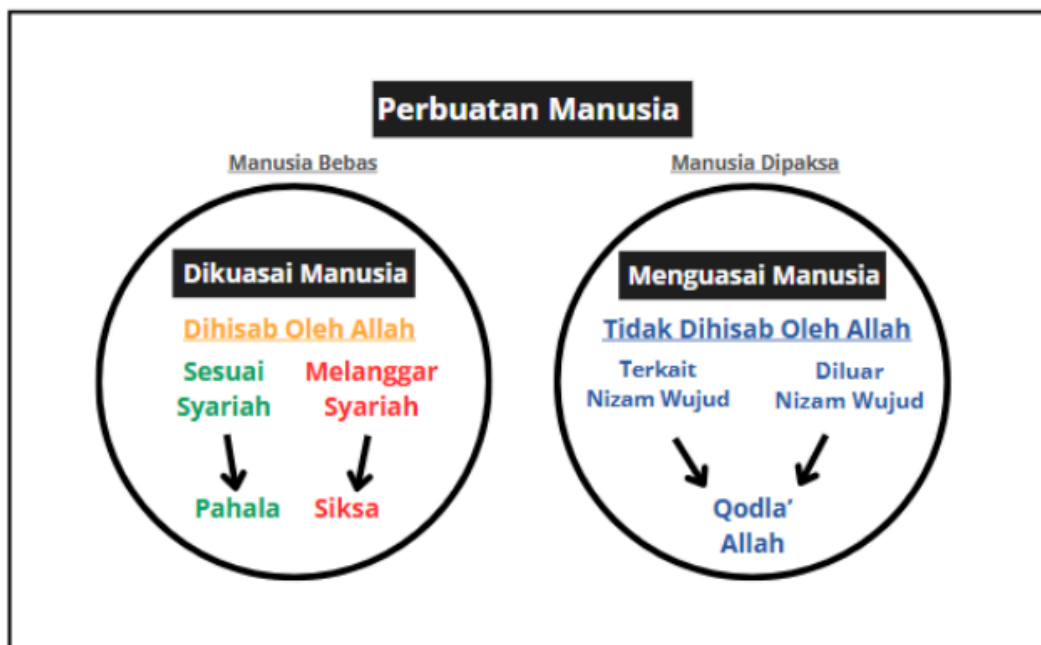 Perbuatan Manusia
Manusia Bebas
Dikuasai Manusia
Dihisab Oleh Allah
Sesuai
Syariah
Melanggar
Syariah
Pahala
Siksa
Manusia Dipaksa
Menguasai Manusia
Tidak Dihisab Oleh Allah
Terkait
Nizam Wujud
Diluar
Nizam Wujud
Qodla’
Allah